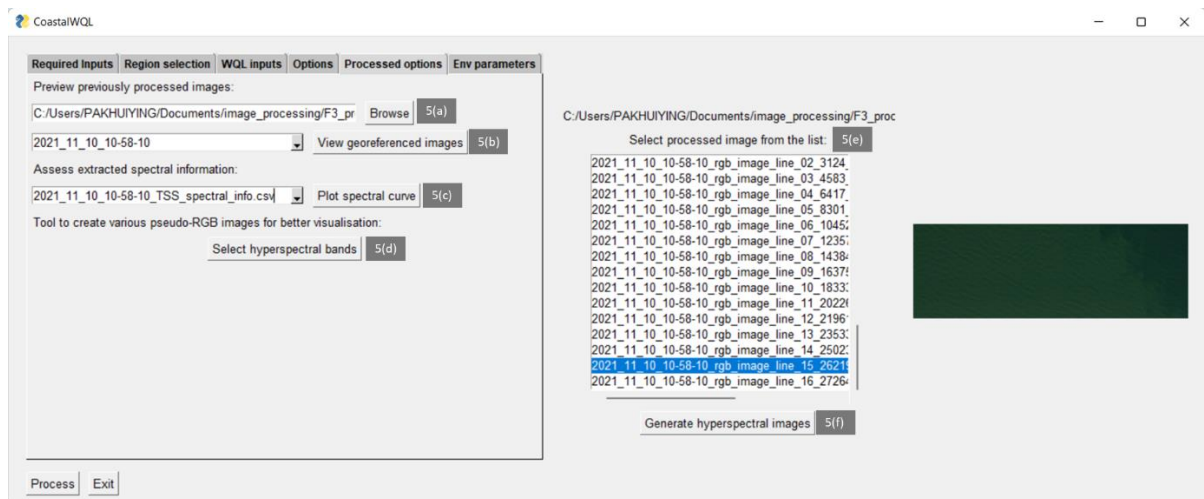 CoastalWQL
Required Inputs Region selection WQL inputs Options Processed options Env parameters
Preview previously processed images:
C:/Users/PAKHUIYING/Documents/image_processing/F3_pr Browse 5(a)
2021_11_10_10-58-10 View georeferenced images 5(b)
Assess extracted spectral information:
2021_11_10_10-58-10_TSS_spectral_info.csv Plot spectral curve 5(c)
Tool to create various pseudo-RGB images for better visualisation:
Select hyperspectral bands 5(d)
C:/Users/PAKHUIYING/Documents/image_processing/F3_proc
Select processed image from the list: 5(e)
2021_11_10_10-58-10_rgb_image_line_02_3124_
2021_11_10_10-58-10_rgb_image_line_03_4583_
2021_11_10_10-58-10_rgb_image_line_04_6417_
2021_11_10_10-58-10_rgb_image_line_05_8301_
2021_11_10_10-58-10_rgb_image_line_06_10452
2021_11_10_10-58-10_rgb_image_line_07_12357
2021_11_10_10-58-10_rgb_image_line_08_14384
2021_11_10_10-58-10_rgb_image_line_09_16375
2021_11_10_10-58-10_rgb_image_line_10_18333
2021_11_10_10-58-10_rgb_image_line_11_20226
2021_11_10_10-58-10_rgb_image_line_12_21961
2021_11_10_10-58-10_rgb_image_line_13_23533
2021_11_10_10-58-10_rgb_image_line_14_25023
2021_11_10_10-58-10_rgb_image_line_15_26219
2021_11_10_10-58-10_rgb_image_line_16_27264
Generate hyperspectral images 5(f)
Process Exit